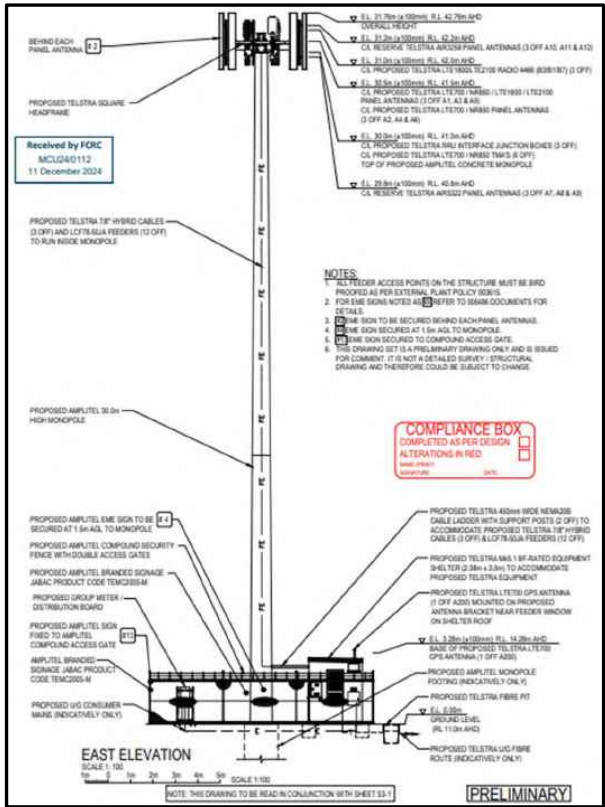 E.L. 31.76m (±100mm) R.L. 42.76m AHD
OVERALL HEIGHT
E.L. 31.2m (±100mm) R.L. 42.2m AHD
C/L RESERVE TELSTRA AIR3258 PANEL ANTENNAS (3 OFF A10, A11 & A12)
E.L. 31.0m (±100mm) R.L. 42.0m AHD
C/L PROPOSED TELSTRA LTE1800/LTE2100 RADIO 4466 (B3/B1/B7) (3 OFF)
E.L. 30.5m (±100mm) R.L. 41.5m AHD
C/L PROPOSED TELSTRA LTE700 / NR850 / LTE1800 / LTE2100
PANEL ANTENNAS (3 OFF A1, A3 & A5)
C/L PROPOSED TELSTRA LTE700 / NR850 PANEL ANTENNAS
(3 OFF A2, A4 & A6)
E.L. 30.0m (±100mm) R.L. 41.0m AHD
C/L PROPOSED TELSTRA RRU INTERFACE JUNCTION BOXES (3 OFF)
C/L PROPOSED TELSTRA LTE700 / NR850 TMA'S (6 OFF)
TOP OF PROPOSED AMPLITEL CONCRETE MONOPOLE
E.L. 29.8m (±100mm) R.L. 40.8m AHD
C/L RESERVE TELSTRA AIR5322 PANEL ANTENNAS (3 OFF A7, A8 & A9)
BEHIND EACH
PANEL ANTENNA
# 3
PROPOSED TELSTRA SQUARE
HEADFRAME
Received by FCRC
MCU24/0112
11 December 2024
PROPOSED TELSTRA 7/8" HYBRID CABLES
(3 OFF) AND LCF78-50JA FEEDERS (12 OFF)
TO RUN INSIDE MONOPOLE
NOTES:
1. ALL FEEDER ACCESS POINTS ON THE STRUCTURE MUST BE BIRD
PROOFED AS PER EXTERNAL PLANT POLICY 003615.
2. FOR EME SIGNS NOTED AS REFER TO 005486 DOCUMENTS FOR
DETAILS.
3. EME SIGN TO BE SECURED BEHIND EACH PANEL ANTENNAS.
4. EME SIGN SECURED AT 1.5m AGL TO MONOPOLE.
5. EME SIGN SECURED TO COMPOUND ACCESS GATE.
6. THIS DRAWING SET IS A PRELIMINARY DRAWING ONLY AND IS ISSUED
FOR COMMENT. IT IS NOT A DETAILED SURVEY / STRUCTURAL
DRAWING AND THEREFORE COULD BE SUBJECT TO CHANGE.
PROPOSED AMPLITEL 30.0m
HIGH MONOPOLE
COMPLIANCE BOX
COMPLETED AS PER DESIGN
ALTERATIONS IN RED
NAME (PRINT)
SIGNATURE DATE
PROPOSED AMPLITEL EME SIGN TO BE
SECURED AT 1.5m AGL TO MONOPOLE
# 4
PROPOSED AMPLITEL COMPOUND SECURITY
FENCE WITH DOUBLE ACCESS GATES
PROPOSED AMPLITEL BRANDED SIGNAGE
JABAC PRODUCT CODE TEMC2005-M
PROPOSED GROUP METER /
DISTRIBUTION BOARD
PROPOSED AMPLITEL SIGN
FIXED TO AMPLITEL
COMPOUND ACCESS GATE
AMPLITEL BRANDED
SIGNAGE JABAC PRODUCT
CODE TEMC2005-M
PROPOSED U/G CONSUMER
MAINS (INDICATIVELY ONLY)
PROPOSED TELSTRA 450mm WIDE NEMA20B
CABLE LADDER WITH SUPPORT POSTS (2 OFF) TO
ACCOMMODATE PROPOSED TELSTRA 7/8" HYBRID
CABLES (3 OFF) & LCF78-50JA FEEDERS (12 OFF)
PROPOSED TELSTRA 1 BF-RATED EQUIPMENT
SHELTER (2.38m x 3.0m) TO ACCOMMODATE
PROPOSED TELSTRA EQUIPMENT
PROPOSED TELSTRA LTE700 GPS ANTENNA
(1 OFF A200) MOUNTED ON PROPOSED
ANTENNA BRACKET NEAR FEEDER WINDOW
ON SHELTER ROOF
E.L. 3.28m (±100mm) R.L. 14.28m AHD
BASE OF PROPOSED TELSTRA LTE700
GPS ANTENNA (1 OFF A200)
PROPOSED AMPLITEL MONOPOLE
FOOTING (INDICATIVELY ONLY)
PROPOSED TELSTRA FIBRE PIT
E.L. 0.00m
GROUND LEVEL
(RL 11.0m AHD)
PROPOSED TELSTRA U/G FIBRE
ROUTE (INDICATIVELY ONLY)
EAST ELEVATION
SCALE 1: 100
1m 0 1m 2m 3m 4m 5m SCALE 1:100
NOTE: THIS DRAWING TO BE READ IN CONJUNCTION WITH SHEET S3-1
PRELIMINARY